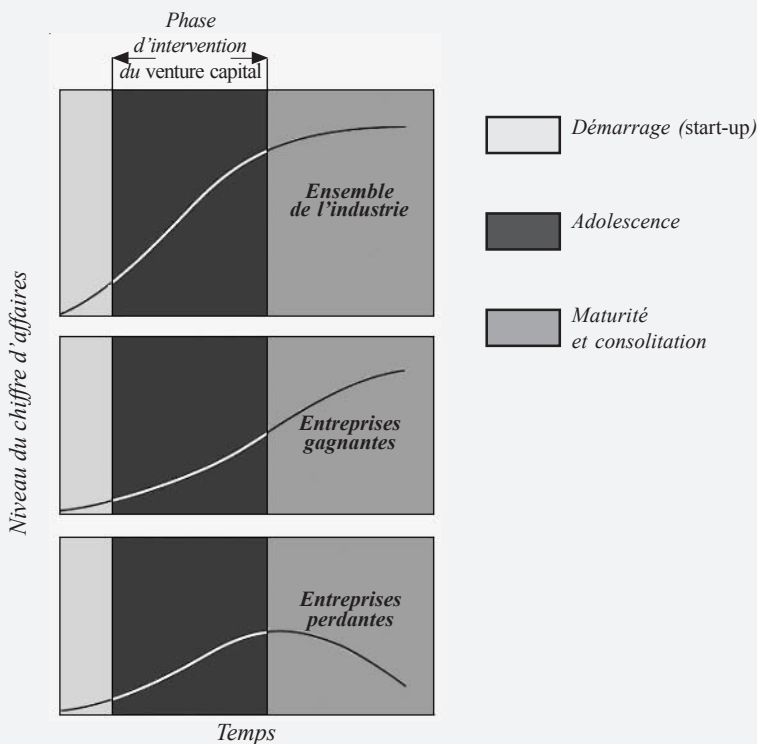 Phase
d’intervention
du venture capital
Ensemble
de l’industrie
Entreprises
gagnantes
Entreprises
perdantes
Niveau du chiffre d’affaires
Temps
Démarrage (start-up)
Adolescence
Maturité
et consolitation